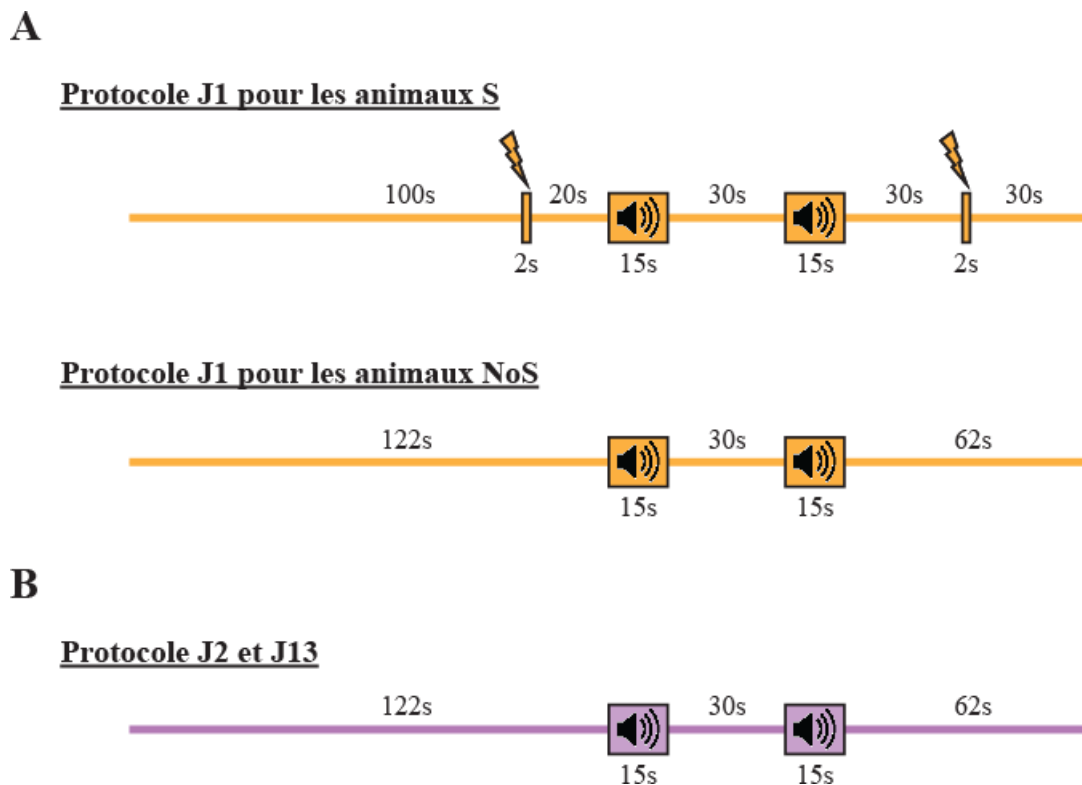 A
Protocole J1 pour les animaux S
100s 20s 30s 30s 30s
2s 15s 15s 2s
Protocole J1 pour les animaux NoS
122s 30s 62s
15s 15s
B
Protocole J2 et J13
122s 30s 62s
15s 15s